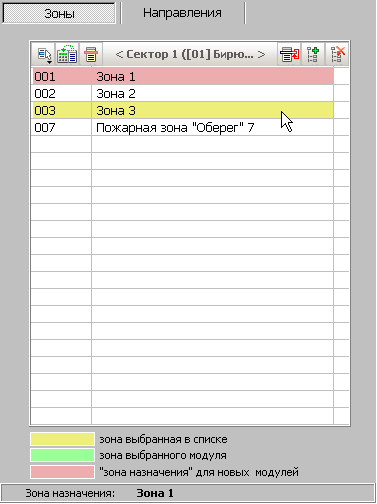 Зоны Направления
< Сектор 1 ([01] Бирю... >
001 Зона 1
002 Зона 2
003 Зона 3
007 Пожарная зона "Оберег" 7
зона выбранная в списке
зона выбранного модуля
"зона назначения" для новых модулей
Зона назначения: Зона 1